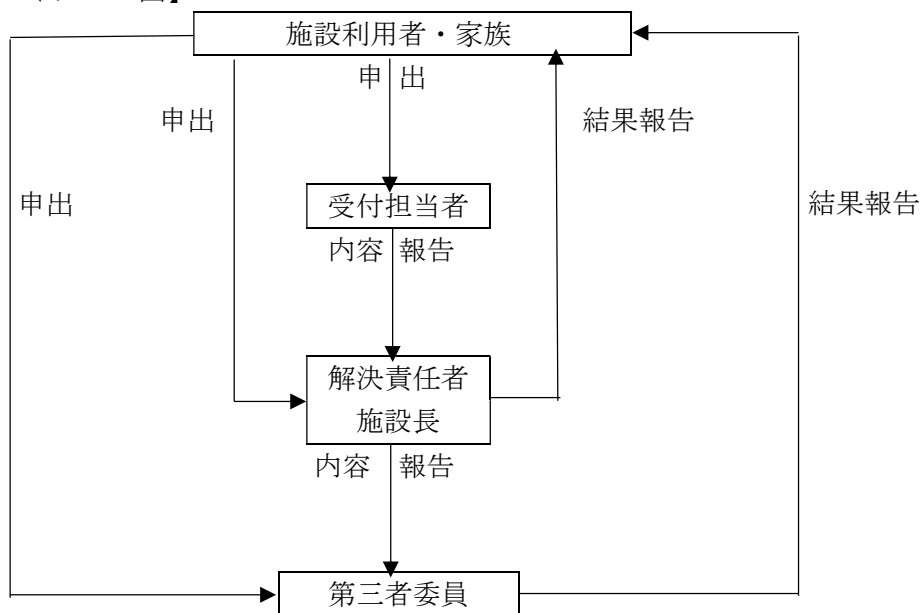 図】
施設利用者・家族
申 出
申出
結果報告
申出
結果報告
受付担当者
内容 報告
解決責任者
施設長
内容 報告
第三者委員